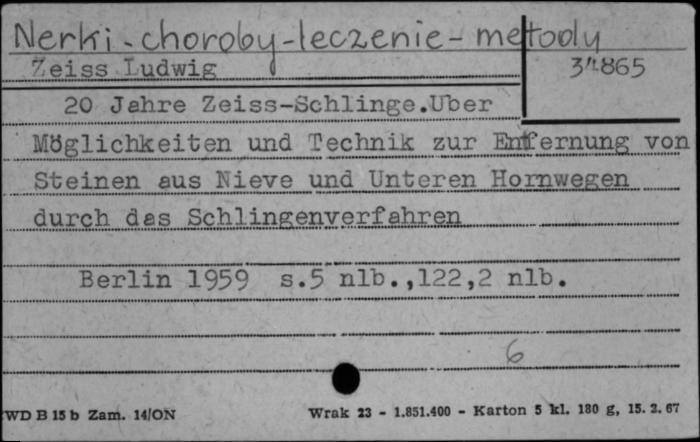 Nerki - choroby - leczenie - metody
Zeiss Ludwig
34865
20 Jahre Zeiss-Schlinge.Uber
Möglichkeiten und Technik zur Entfernung von
Steinen aus Nieve und Unteren Hornwegen
durch das Schlingenverfahren
Berlin 1959 s.5 nlb.,122,2 nlb.
6
WD B 15 b Zam. 14/ON
Wrak 23 - 1.851.400 - Karton 5 kl. 180 g, 15. 2. 67